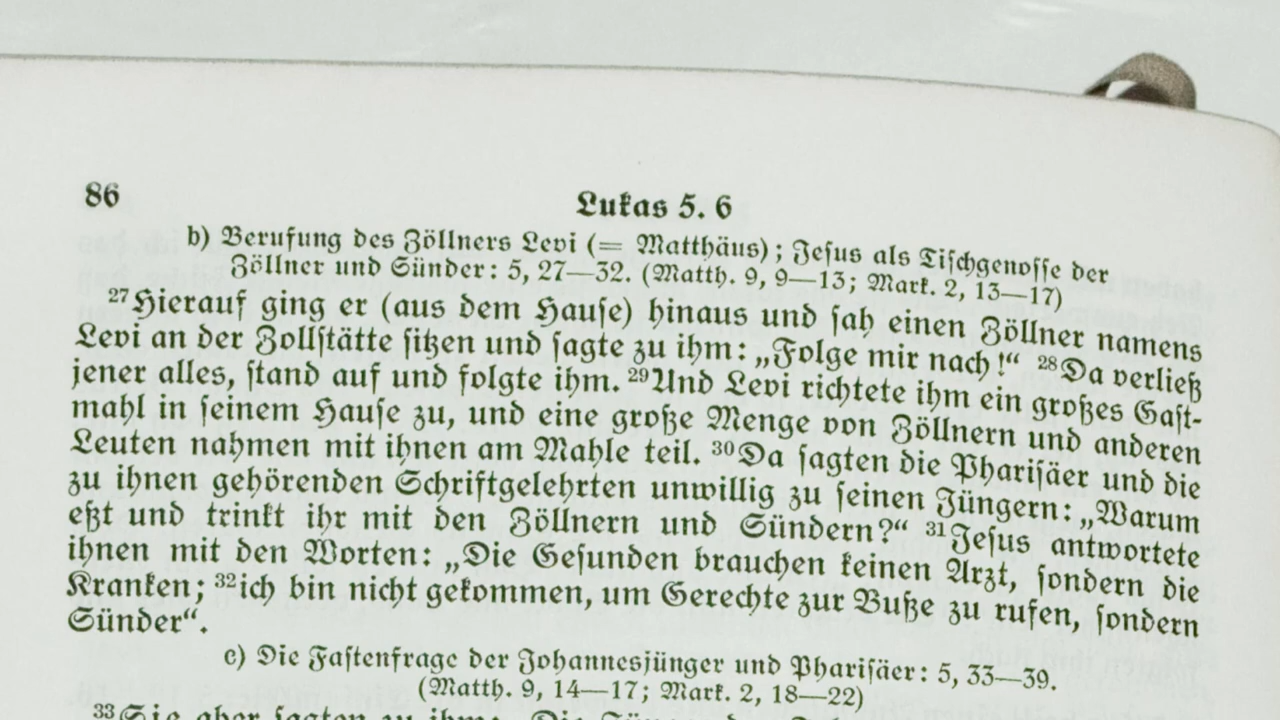 86
Lukas 5. 6
b) Berufung des Zöllners Levi (= Matthäus); Jesus als Tischgenosse der
Zöllner und Sünder: 5, 27—32. (Matth. 9, 9—13; Mark. 2, 13—17)
²⁷Hierauf ging er (aus dem Hause) hinaus und sah einen Zöllner namens
Levi an der Zollstätte sitzen und sagte zu ihm: „Folge mir nach!“ ²⁸Da verließ
jener alles, stand auf und folgte ihm. ²⁹Und Levi richtete ihm ein großes Gast-
mahl in seinem Hause zu, und eine große Menge von Zöllnern und anderen
Leuten nahmen mit ihnen am Mahle teil. ³⁰Da sagten die Pharisäer und die
zu ihnen gehörenden Schriftgelehrten unwillig zu seinen Jüngern: „Warum
eßt und trinkt ihr mit den Zöllnern und Sündern?“ ³¹Jesus antwortete
ihnen mit den Worten: „Die Gesunden brauchen keinen Arzt, sondern die
Kranken; ³²ich bin nicht gekommen, um Gerechte zur Buße zu rufen, sondern
Sünder“.
c) Die Fastenfrage der Johannesjünger und Pharisäer: 5, 33—39.
(Matth. 9, 14—17; Mark. 2, 18—22)
³³Sie aber sagten zu ihm: „Die Jünger des